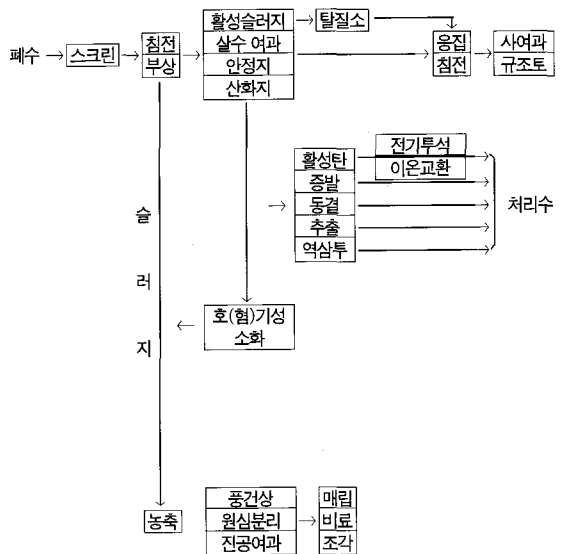 폐수
스크린
침전
부상
활성슬러지
살수 여과
안정지
산화지
탈질소
응집
침전
사여과
규조토
활성탄
증발
동결
추출
역삼투
전기투석
이온교환
처리수
슬
러
지
호(혐)기성
소화
농축
풍건상
원심분리
진공여과
매립
비료
조각